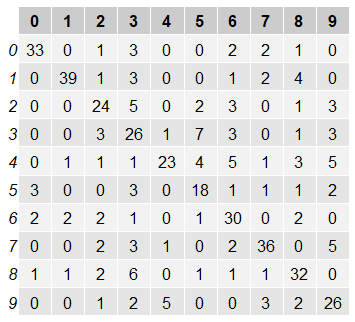 0 1 2 3 4 5 6 7 8 9
0 33 0 1 3 0 0 2 2 1 0
1 0 39 1 3 0 0 1 2 4 0
2 0 0 24 5 0 2 3 0 1 3
3 0 0 3 26 1 7 3 0 1 3
4 0 1 1 1 23 4 5 1 3 5
5 3 0 0 3 0 18 1 1 1 2
6 2 2 2 1 0 1 30 0 2 0
7 0 0 2 3 1 0 2 36 0 5
8 1 1 2 6 0 1 1 1 32 0
9 0 0 1 2 5 0 0 3 2 26